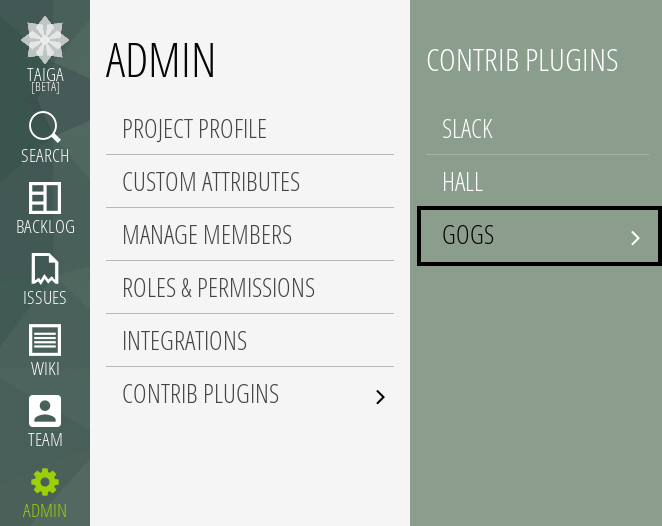 TAIGA
[BETA]
SEARCH
BACKLOG
ISSUES
WIKI
TEAM
ADMIN
ADMIN
PROJECT PROFILE
CUSTOM ATTRIBUTES
MANAGE MEMBERS
ROLES & PERMISSIONS
INTEGRATIONS
CONTRIB PLUGINS
CONTRIB PLUGINS
SLACK
HALL
GOGS